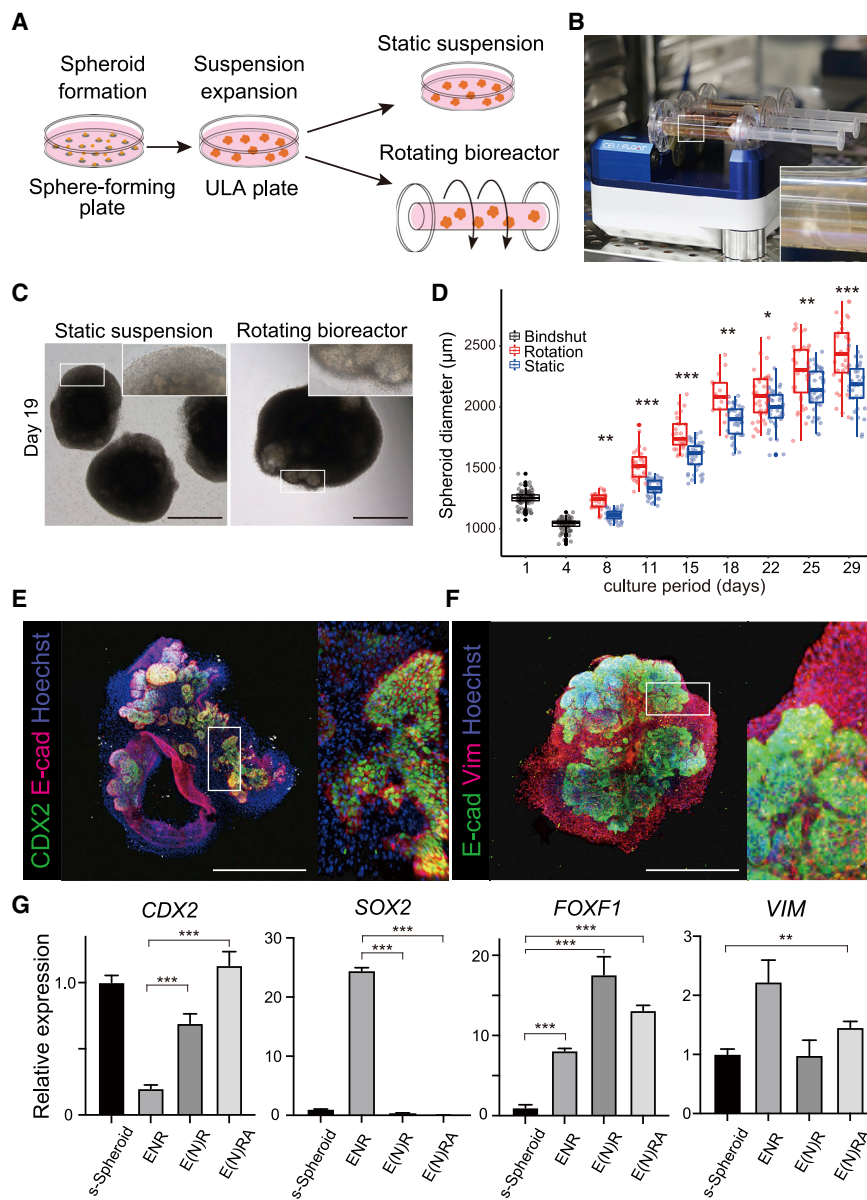 A
Spheroid
formation
Suspension
expansion
Static suspension
Rotating bioreactor
Sphere-forming
plate
ULA plate
B
CELL FLOAT
C
Static suspension
Rotating bioreactor
Day 19
D
Spheroid diameter (µm)
Bindshut
Rotation
Static
2500
2000
1500
1000
** *** *** ** * ** ***
1 4 8 11 15 18 22 25 29
culture period (days)
E
CDX2 E-cad Hoechst
F
E-cad Vim Hoechst
G
Relative expression
CDX2
***
***
1.0
0
s-Spheroid ENR E(N)R E(N)RA
SOX2
***
***
30
20
10
0
s-Spheroid ENR E(N)R E(N)RA
FOXF1
***
***
***
20
10
0
s-Spheroid ENR E(N)R E(N)RA
VIM
**
3
2
1
0
s-Spheroid ENR E(N)R E(N)RA